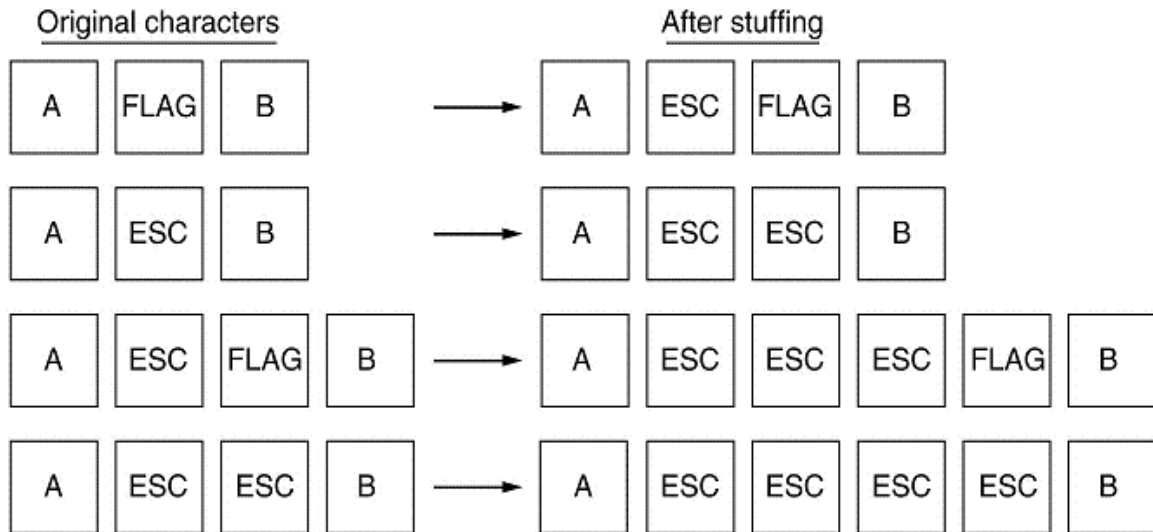 Original characters After stuffing
A FLAG B A ESC FLAG B
A ESC B A ESC ESC B
A ESC FLAG B A ESC ESC ESC FLAG B
A ESC ESC B A ESC ESC ESC ESC B